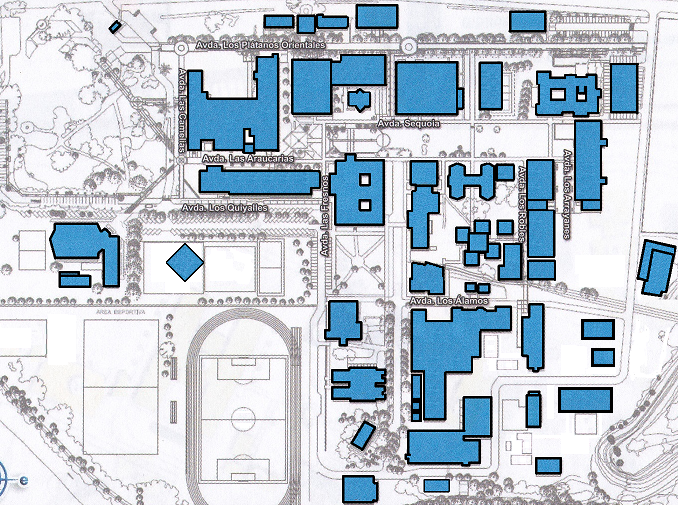 Avda. Los Plátanos Orientales
Avda. Las Camelias
Avda. Sequoia
Avda. Las Araucarias
Avda. Los Quiyalles
Avda. Las Fresnos
Avda. Los Robles
Avda. Los Arrayanes
Avda. Los Álamos
AREA DEPORTIVA
e